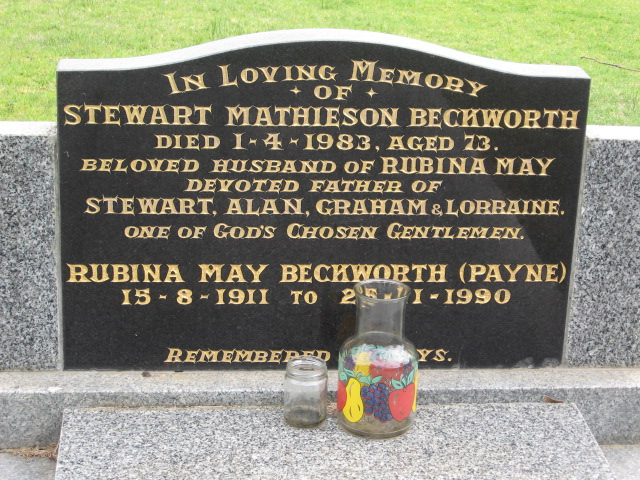 IN LOVING MEMORY
OF
STEWART MATHIESON BECKWORTH
DIED 1-4-1983, AGED 73.
BELOVED HUSBAND OF RUBINA MAY
DEVOTED FATHER OF
STEWART, ALAN, GRAHAM & LORRAINE.
ONE OF GOD'S CHOSEN GENTLEMEN.
RUBINA MAY BECKWORTH (PAYNE)
15-8-1911 TO
REMEMBERED